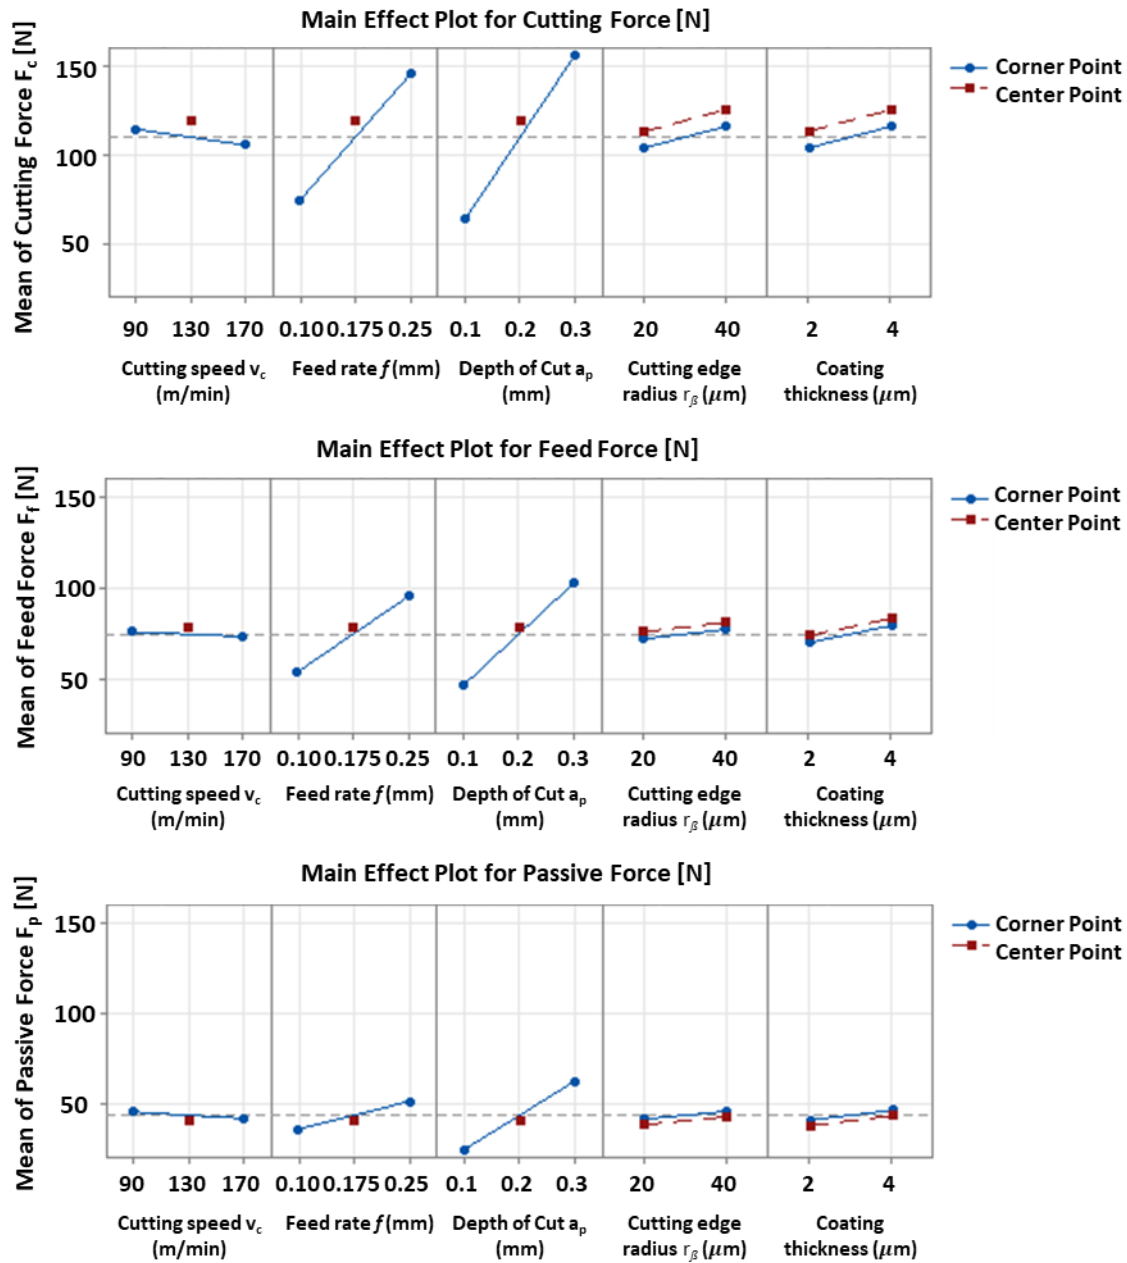 Main Effect Plot for Cutting Force [N]
Mean of Cutting Force Fc [N]
150
100
50
Corner Point
Center Point
90 130 170 0.10 0.175 0.25 0.1 0.2 0.3 20 40 2 4
Cutting speed vc Feed rate f (mm) Depth of Cut ap Cutting edge Coating
(m/min) (mm) radius rβ (μm) thickness (μm)
Main Effect Plot for Feed Force [N]
Mean of Feed Force Ff [N]
150
100
50
Corner Point
Center Point
90 130 170 0.10 0.175 0.25 0.1 0.2 0.3 20 40 2 4
Cutting speed vc Feed rate f (mm) Depth of Cut ap Cutting edge Coating
(m/min) (mm) radius rβ (μm) thickness (μm)
Main Effect Plot for Passive Force [N]
Mean of Passive Force Fp [N]
150
100
50
Corner Point
Center Point
90 130 170 0.10 0.175 0.25 0.1 0.2 0.3 20 40 2 4
Cutting speed vc Feed rate f (mm) Depth of Cut ap Cutting edge Coating
(m/min) (mm) radius rβ (μm) thickness (μm)